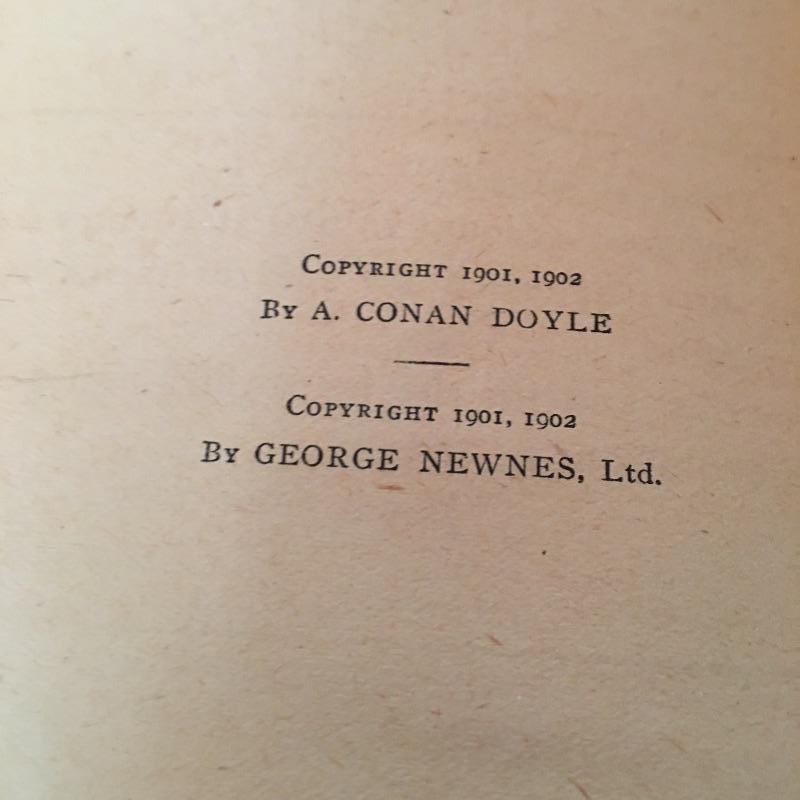 Copyright 1901, 1902
By A. CONAN DOYLE
Copyright 1901, 1902
By GEORGE NEWNES, Ltd.